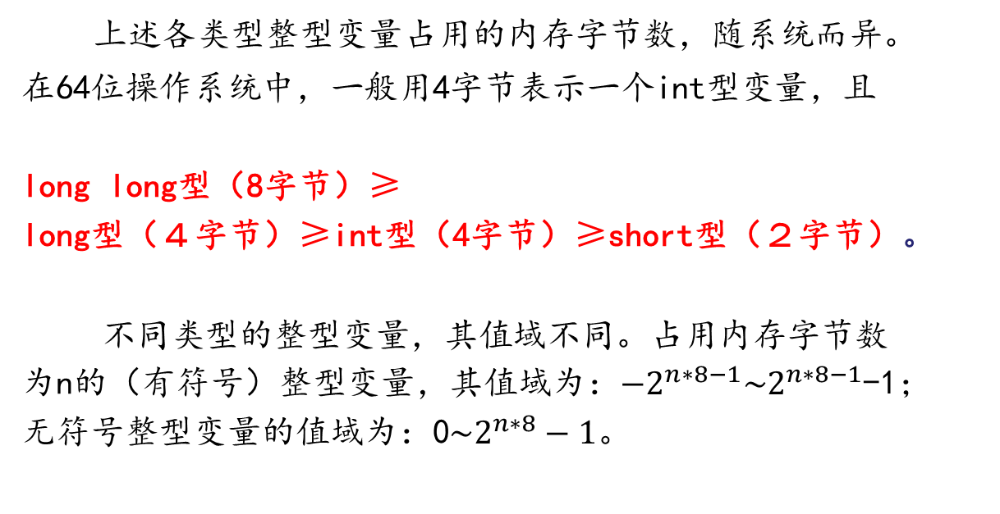 上述各类型整型变量占用的内存字节数，随系统而异。
在64位操作系统中，一般用4字节表示一个int型变量，且
long long型（8字节）≥
long型（４字节）≥int型（4字节）≥short型（２字节）。
不同类型的整型变量，其值域不同。占用内存字节数
为n的（有符号）整型变量，其值域为：−2^{n∗8−1}~2^{n∗8−1}−1；
无符号整型变量的值域为：0~2^{n∗8} − 1。